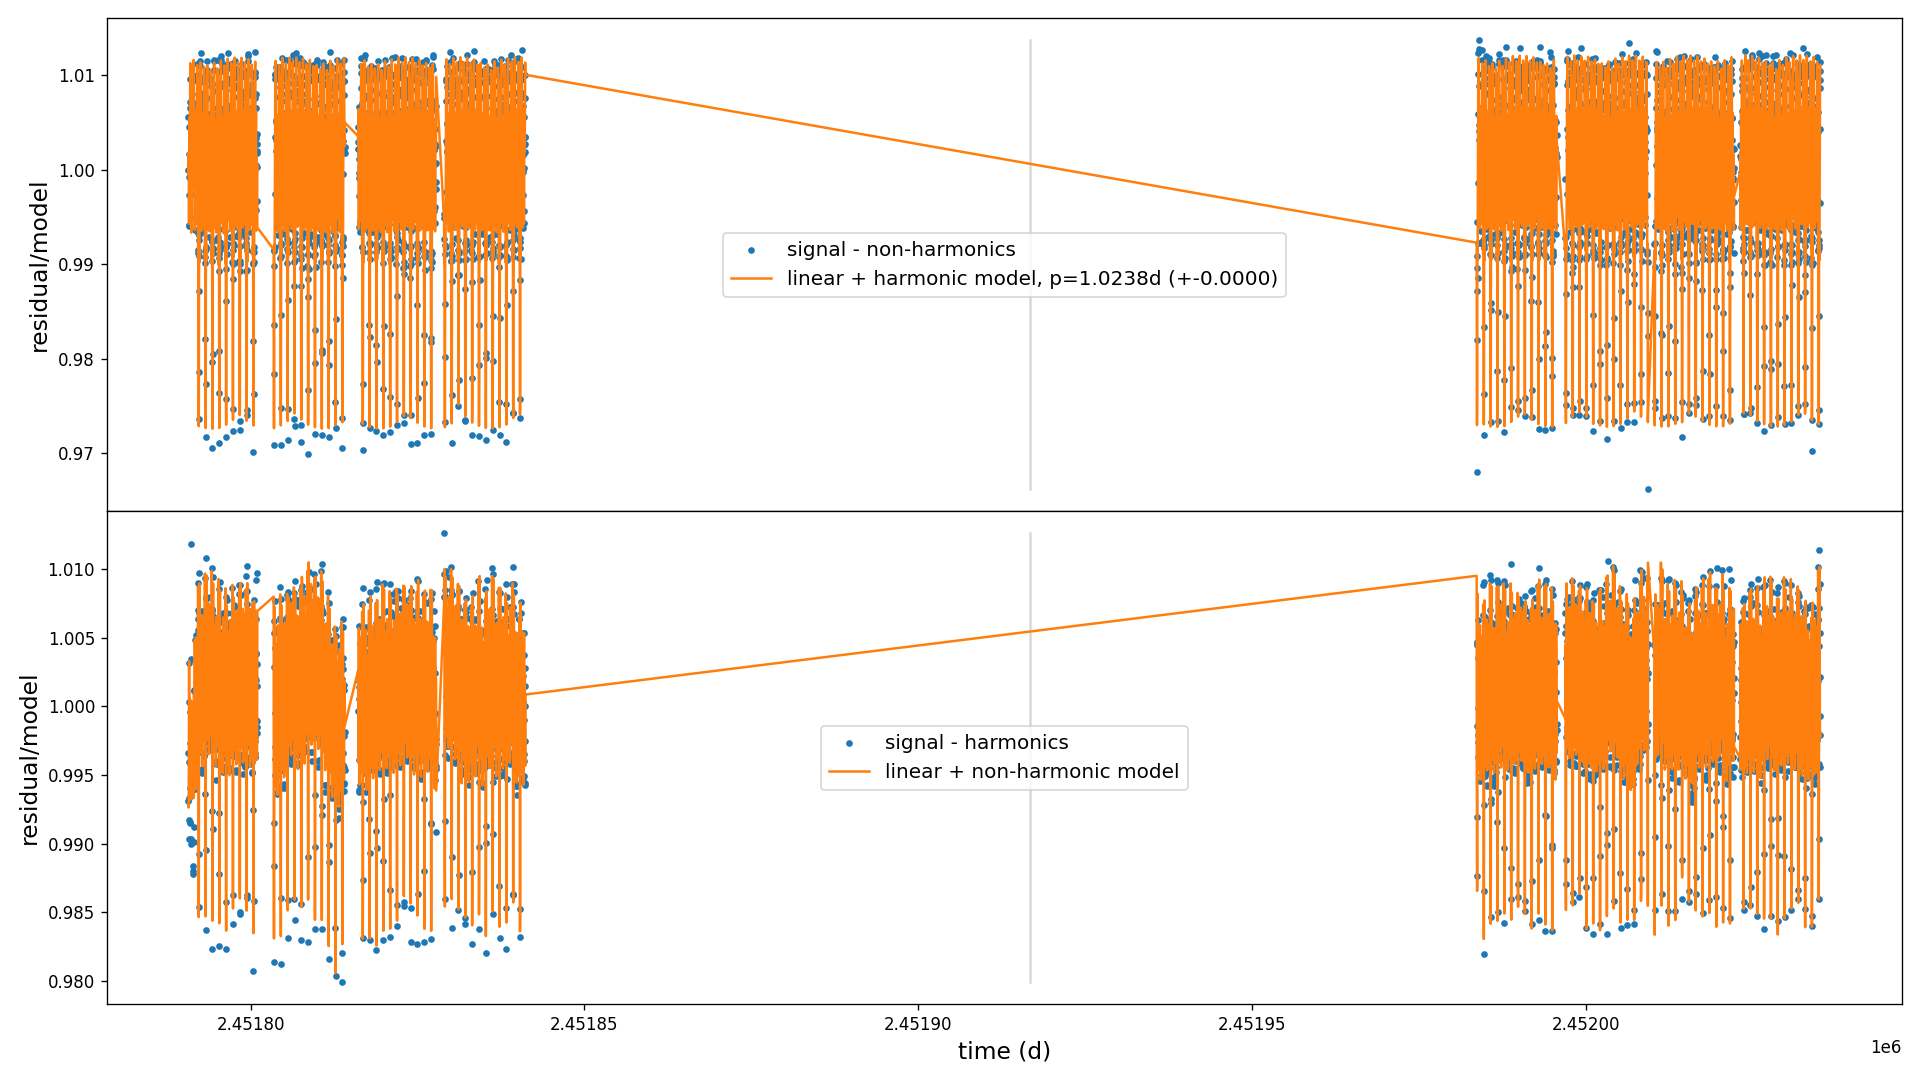 residual/model
1.01
1.00
0.99
0.98
0.97
signal - non-harmonics
linear + harmonic model, p=1.0238d (+-0.0000)
residual/model
1.010
1.005
1.000
0.995
0.990
0.985
0.980
signal - harmonics
linear + non-harmonic model
2.45180
2.45185
2.45190
2.45195
2.45200
time (d)
1e6